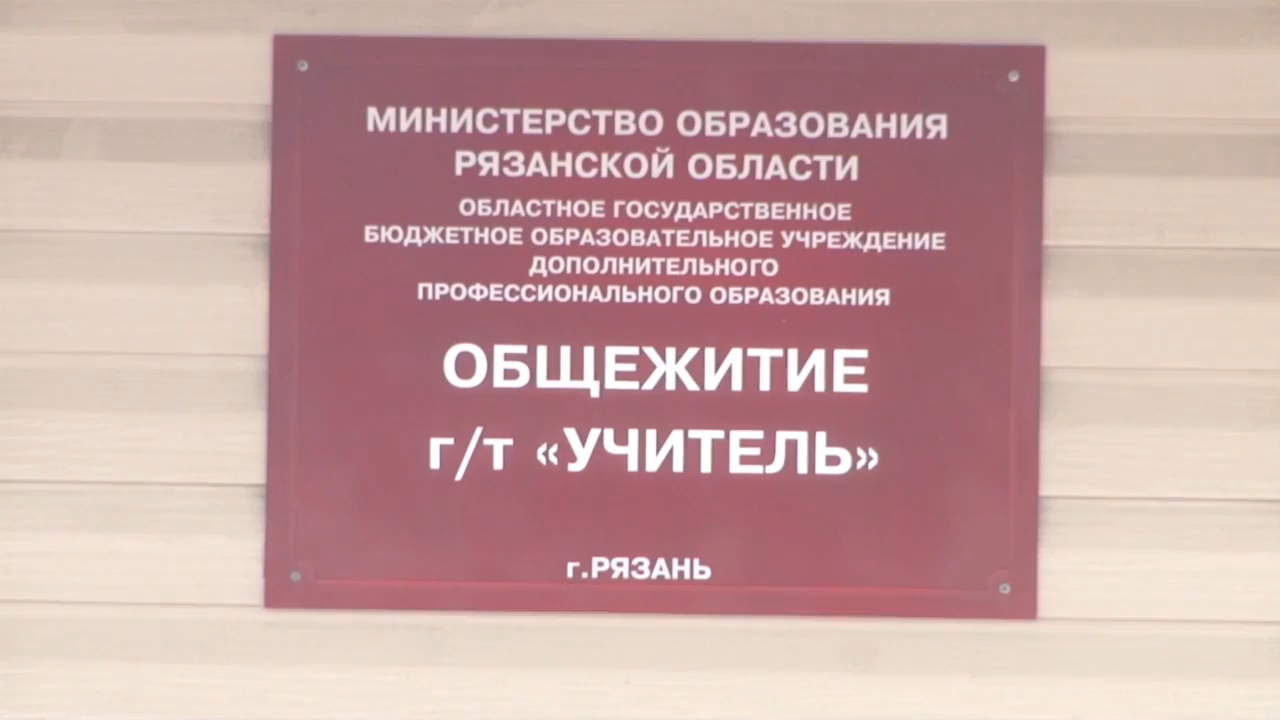 МИНИСТЕРСТВО ОБРАЗОВАНИЯ
РЯЗАНСКОЙ ОБЛАСТИ
ОБЛАСТНОЕ ГОСУДАРСТВЕННОЕ
БЮДЖЕТНОЕ ОБРАЗОВАТЕЛЬНОЕ УЧРЕЖДЕНИЕ
ДОПОЛНИТЕЛЬНОГО
ПРОФЕССИОНАЛЬНОГО ОБРАЗОВАНИЯ
ОБЩЕЖИТИЕ
г/т «УЧИТЕЛЬ»
г.РЯЗАНЬ